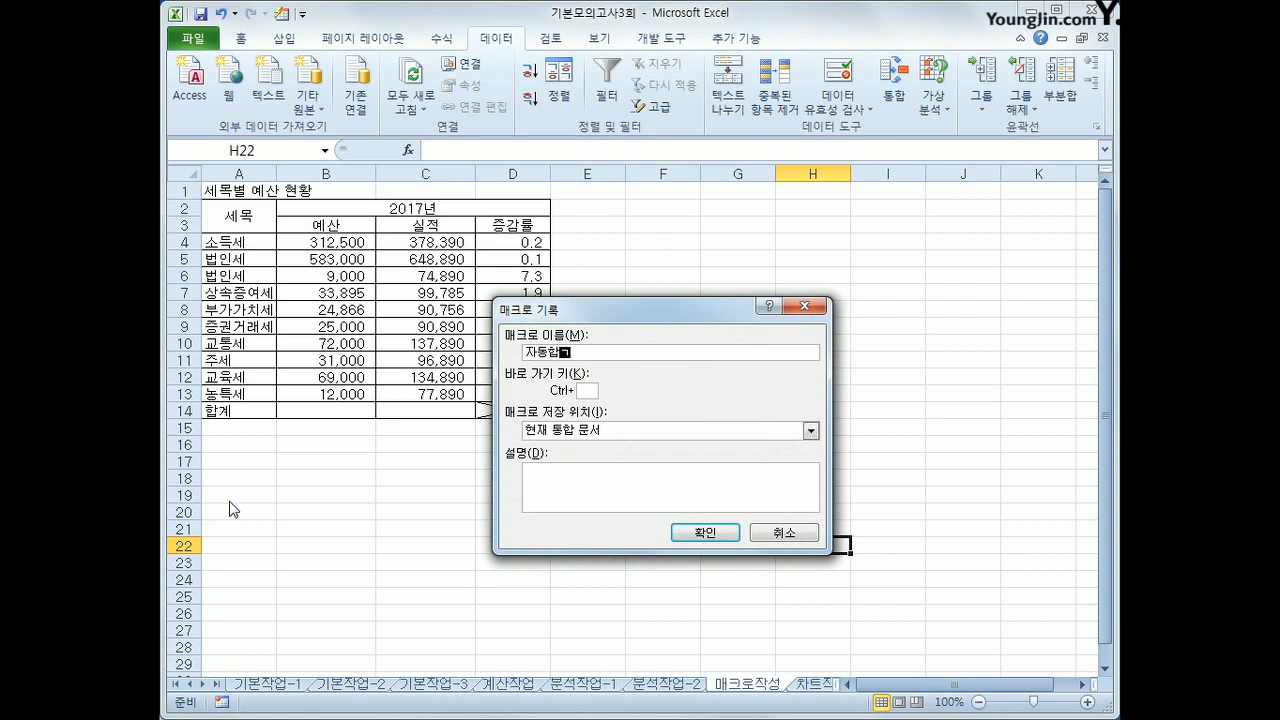 기본모의고사3회 - Microsoft Excel
YoungJin.com Y.
파일 홈 삽입 페이지 레이아웃 수식 데이터 검토 보기 개발 도구 추가 기능
Access 웹 텍스트 기타 원본 기존 연결 모두 새로 고침 연결 속성 연결 편집 정렬 필터 지우기 다시 적용 고급 텍스트 나누기 중복된 항목 제거 데이터 유효성 검사 통합 가상 분석 그룹 그룹 해제 부분합
외부 데이터 가져오기 연결 정렬 및 필터 데이터 도구 윤곽선
H22 fx
A B C D E F G H I J K
1 세목별 예산 현황
2 세목 2017년
3 예산 실적 증감률
4 소득세 312,500 378,390 0.2
5 법인세 583,000 648,890 0.1
6 법인세 9,000 74,890 7.3
7 상속증여세 33,895 99,785 1.9
8 부가가치세 24,866 90,756
9 증권거래세 25,000 90,890
10 교통세 72,000 137,890
11 주세 31,000 96,890
12 교육세 69,000 134,890
13 농특세 12,000 77,890
14 합계
15
16
17
18
19
20
21
22
23
24
25
26
27
28
29
매크로 기록
매크로 이름(M):
자동합ㄱ
바로 가기 키(K):
Ctrl+
매크로 저장 위치(I):
현재 통합 문서
설명(D):
확인 취소
기본작업-1 기본작업-2 기본작업-3 계산작업 분석작업-1 분석작업-2 매크로작성 차트작
준비 100%